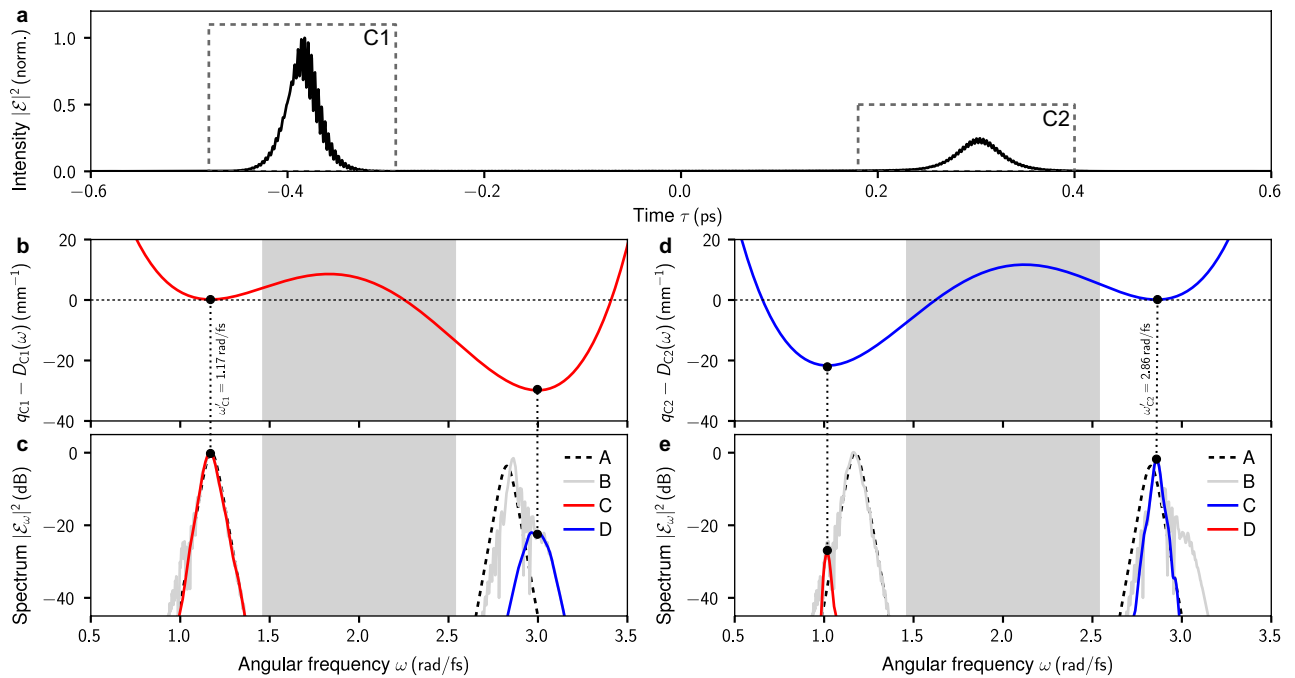 a
Intensity |ℰ|² (norm.)
1.0
0.5
0.0
C1
C2
−0.6 −0.4 −0.2 0.0 0.2 0.4 0.6
Time τ (ps)
b
q_C1 − D_C1(ω) (mm⁻¹)
20
0
−20
−40
ω′_C1 = 1.17 rad/fs
d
q_C2 − D_C2(ω) (mm⁻¹)
20
0
−20
−40
ω′_C2 = 2.86 rad/fs
c
Spectrum |ℰ_ω|² (dB)
0
−20
−40
A
B
C
D
0.5 1.0 1.5 2.0 2.5 3.0 3.5
Angular frequency ω (rad/fs)
e
Spectrum |ℰ_ω|² (dB)
0
−20
−40
A
B
C
D
0.5 1.0 1.5 2.0 2.5 3.0 3.5
Angular frequency ω (rad/fs)